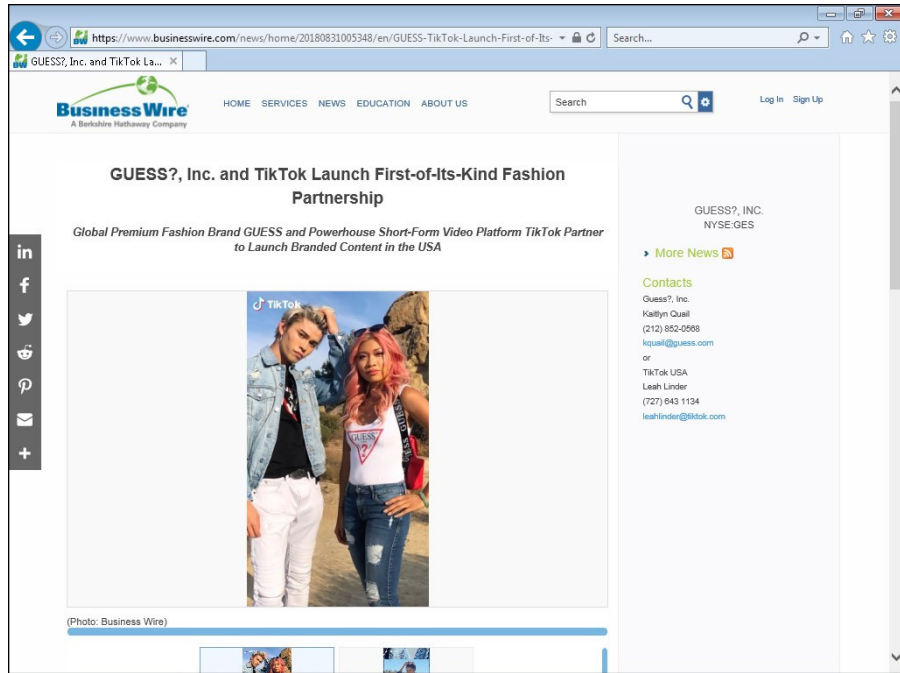 https://www.businesswire.com/news/home/20180831005348/en/GUESS-TikTok-Launch-First-of-Its-
Search...
GUESS?, Inc. and TikTok La...
BusinessWire
A Berkshire Hathaway Company
HOME SERVICES NEWS EDUCATION ABOUT US
Search
Log In Sign Up
GUESS?, Inc. and TikTok Launch First-of-Its-Kind Fashion
Partnership
Global Premium Fashion Brand GUESS and Powerhouse Short-Form Video Platform TikTok Partner
to Launch Branded Content in the USA
TikTok
GUESS
?
GUESS
(Photo: Business Wire)
GUESS?, INC.
NYSE:GES
More News
Contacts
Guess?, Inc.
Kaitlyn Quail
(212) 852-0568
kquail@guess.com
or
TikTok USA
Leah Linder
(727) 643 1134
leahlinder@tiktok.com